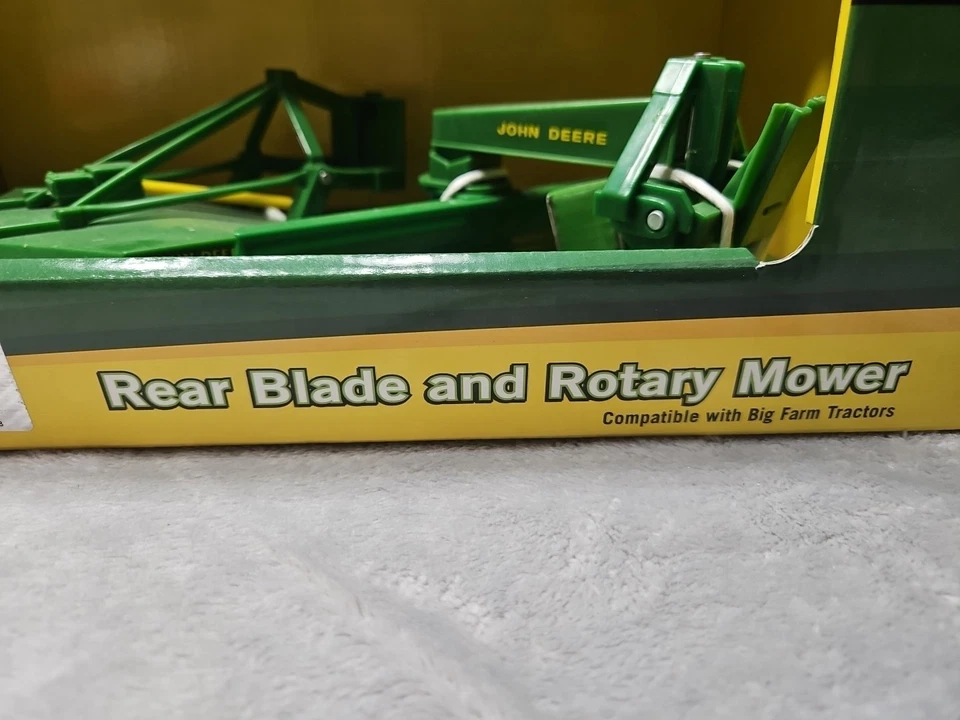 JOHN DEERE
Rear Blade and Rotary Mower
Compatible with Big Farm Tractors